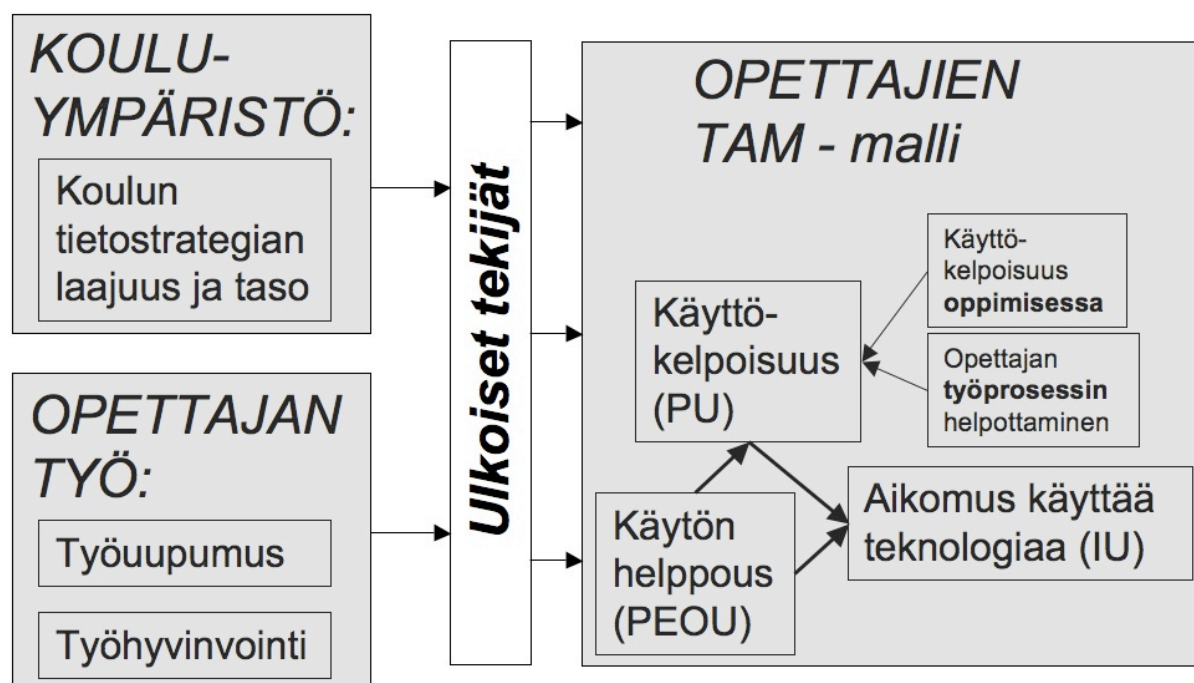 KOULU-
YMPÄRISTÖ:
Koulun
tietostrategian
laajuus ja taso
OPETTAJAN
TYÖ:
Työuupumus
Työhyvinvointi
Ulkoiset tekijät
OPETTAJIEN
TAM - malli
Käyttö-
kelpoisuus
(PU)
Käyttö-
kelpoisuus
oppimisessa
Opettajan
työprosessin
helpottaminen
Käytön
helppous
(PEOU)
Aikomus käyttää
teknologiaa (IU)